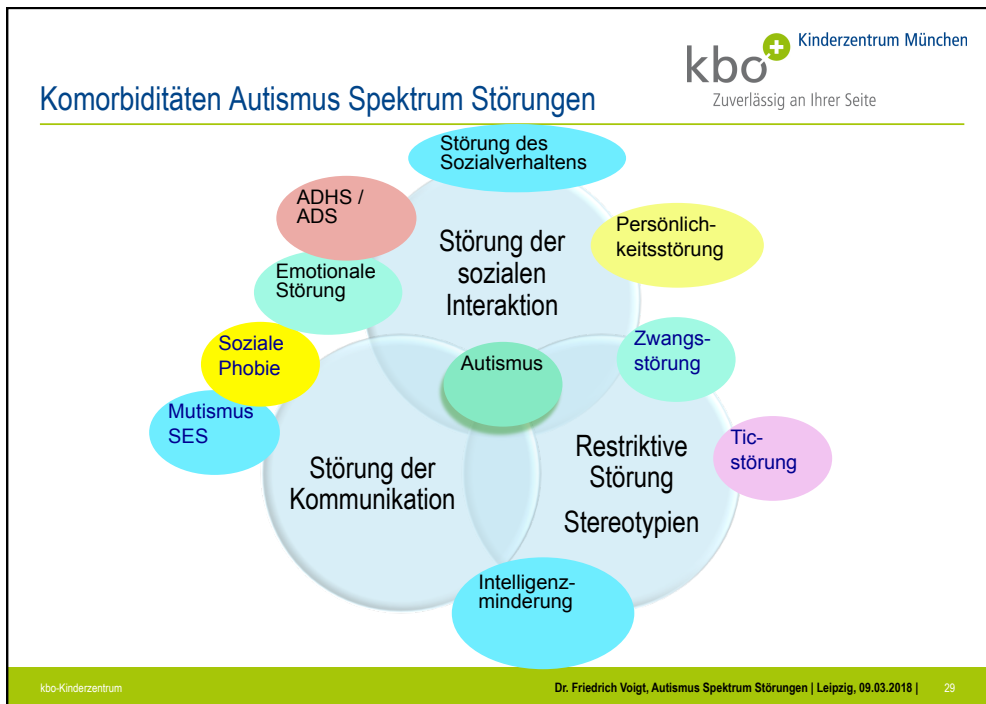 Kinderzentrum München
kbo
Zuverlässig an Ihrer Seite
Komorbiditäten Autismus Spektrum Störungen
Störung des
Sozialverhaltens
ADHS /
ADS
Persönlich-
keitsstörung
Störung der
sozialen
Interaktion
Emotionale
Störung
Soziale
Phobie
Autismus
Zwangs-
störung
Mutismus
SES
Störung der
Kommunikation
Restriktive
Störung
Stereotypien
Tic-
störung
Intelligenz-
minderung
kbo-Kinderzentrum
Dr. Friedrich Voigt, Autismus Spektrum Störungen | Leipzig, 09.03.2018 | 29